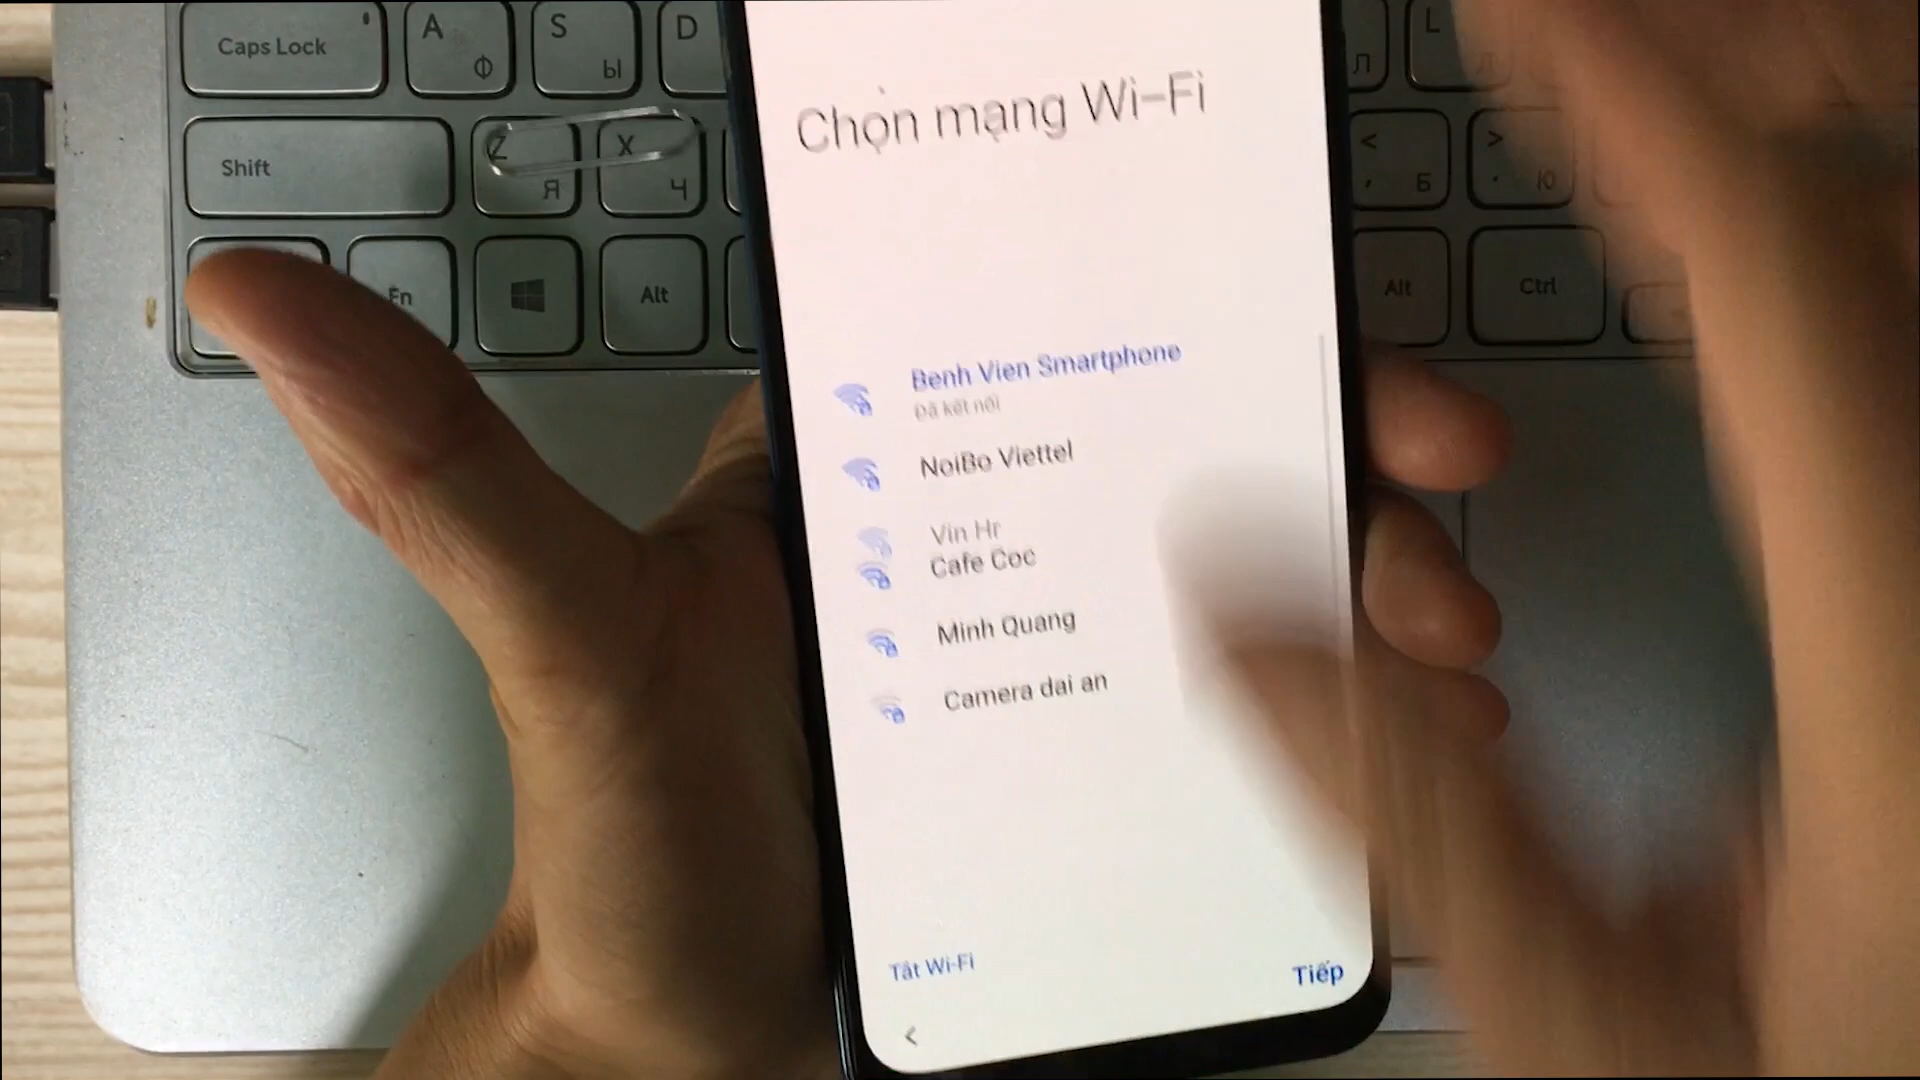 Caps Lock
A
Ф
S
Ы
D
L
Л
Chọn mạng Wi-Fi
Shift
Z
Я
X
Ч
<
,
Б
>
.
Ю
Fn
Alt
Alt
Ctrl
Benh Vien Smartphone
Đã kết nối
NoiBo Viettel
Vin Hr
Cafe Coc
Minh Quang
Camera dai an
Tắt Wi-Fi
Tiếp